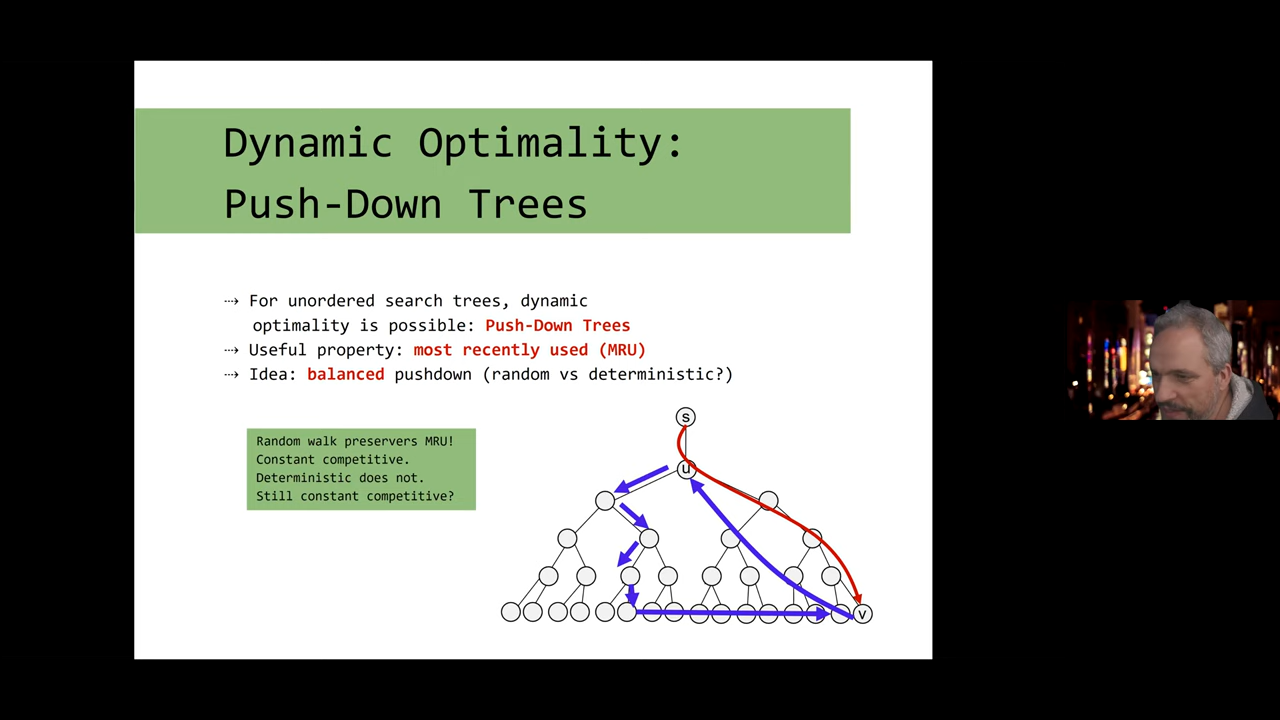 Dynamic Optimality:
Push-Down Trees
⇢ For unordered search trees, dynamic
optimality is possible: Push-Down Trees
⇢ Useful property: most recently used (MRU)
⇢ Idea: balanced pushdown (random vs deterministic?)
Random walk preservers MRU!
Constant competitive.
Deterministic does not.
Still constant competitive?
s
u
v